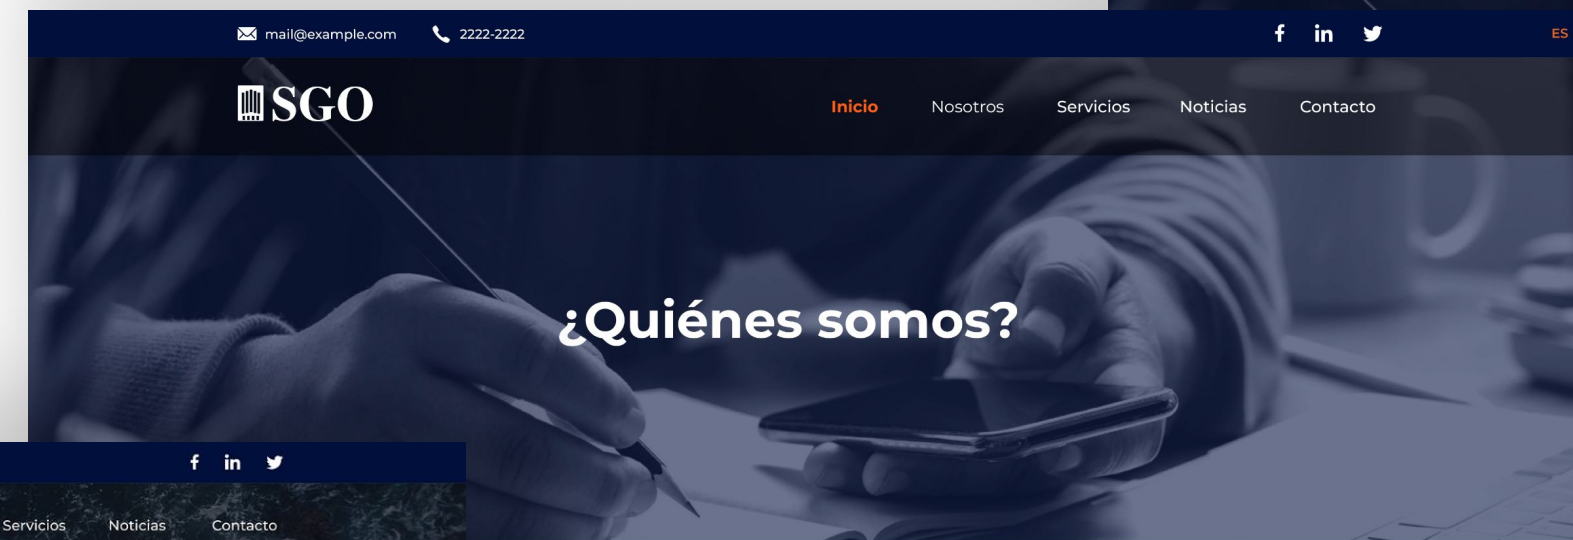 mail@example.com 2222-2222 ES
SGO Inicio Nosotros Servicios Noticias Contacto
¿Quiénes somos?
Servicios Noticias Contacto